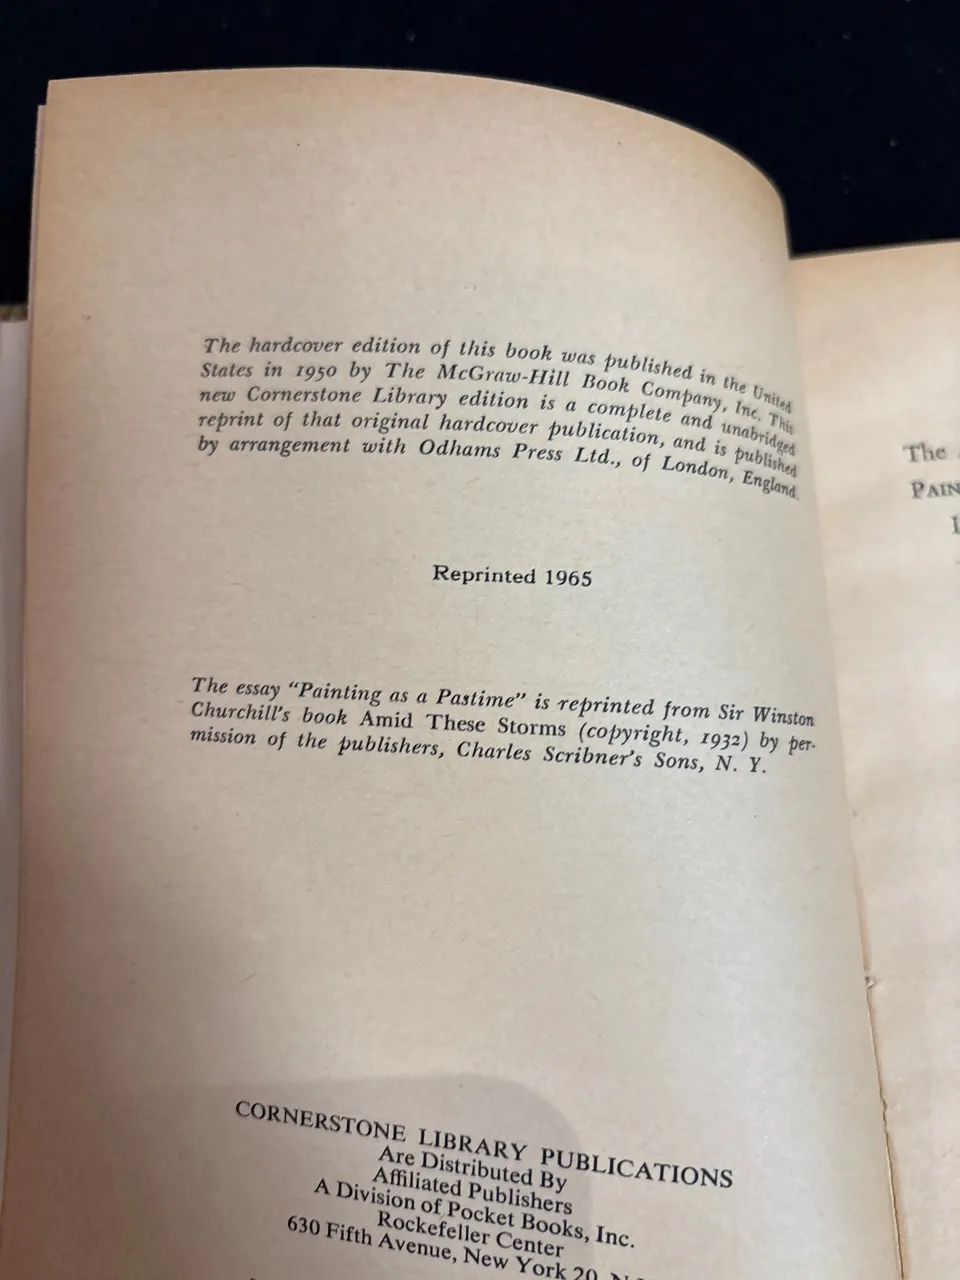 The hardcover edition of this book was published in the United
States in 1950 by The McGraw-Hill Book Company, Inc. This
new Cornerstone Library edition is a complete and unabridged
reprint of that original hardcover publication, and is published
by arrangement with Odhams Press Ltd., of London, England.
Reprinted 1965
The essay "Painting as a Pastime" is reprinted from Sir Winston
Churchill's book Amid These Storms (copyright, 1932) by per-
mission of the publishers, Charles Scribner's Sons, N. Y.
CORNERSTONE LIBRARY PUBLICATIONS
Are Distributed By
Affiliated Publishers
A Division of Pocket Books, Inc.
Rockefeller Center
630 Fifth Avenue, New York 20,
The